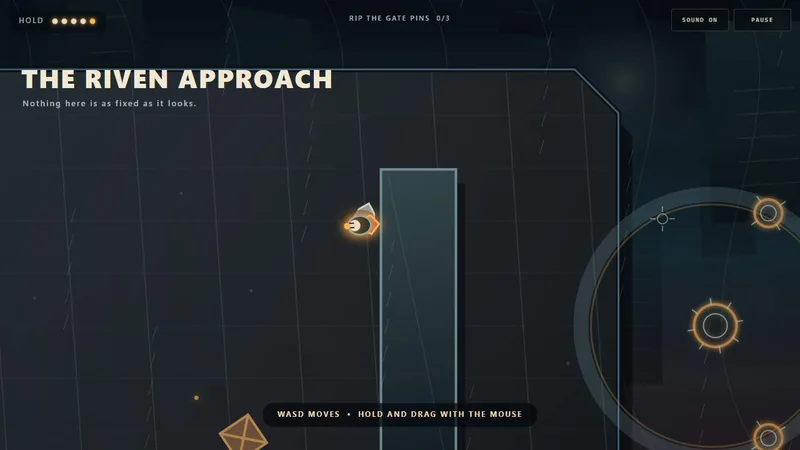 HOLD
RIP THE GATE PINS 0/3
SOUND ON
PAUSE
THE RIVEN APPROACH
Nothing here is as fixed as it looks.
WASD MOVES • HOLD AND DRAG WITH THE MOUSE